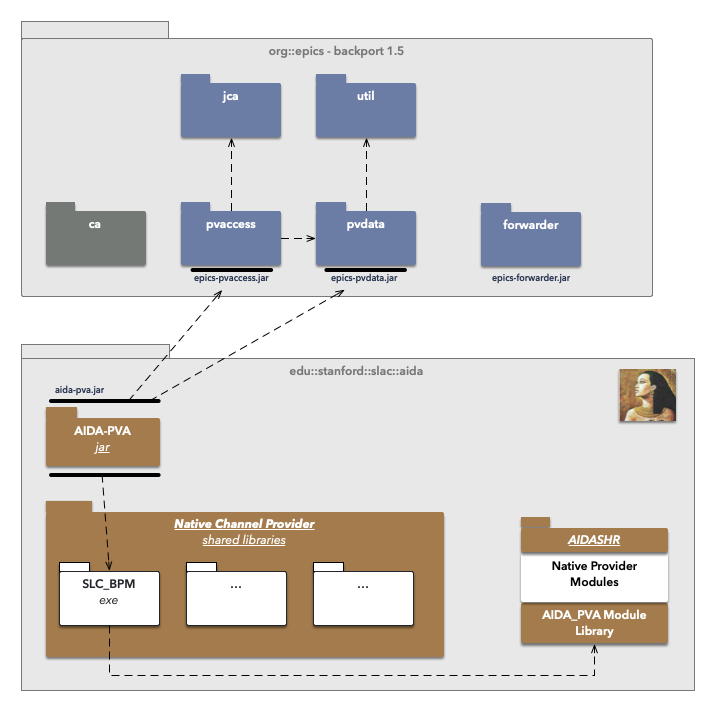 org::epics - backport 1.5
jca
util
ca
pvaccess
pvdata
forwarder
epics-pvaccess.jar
epics-pvdata.jar
epics-forwarder.jar
edu::stanford::slac::aida
aida-pva.jar
AIDA-PVA
jar
Native Channel Provider
shared libraries
SLC_BPM
exe
...
...
AIDASHR
Native Provider
Modules
AIDA_PVA Module
Library